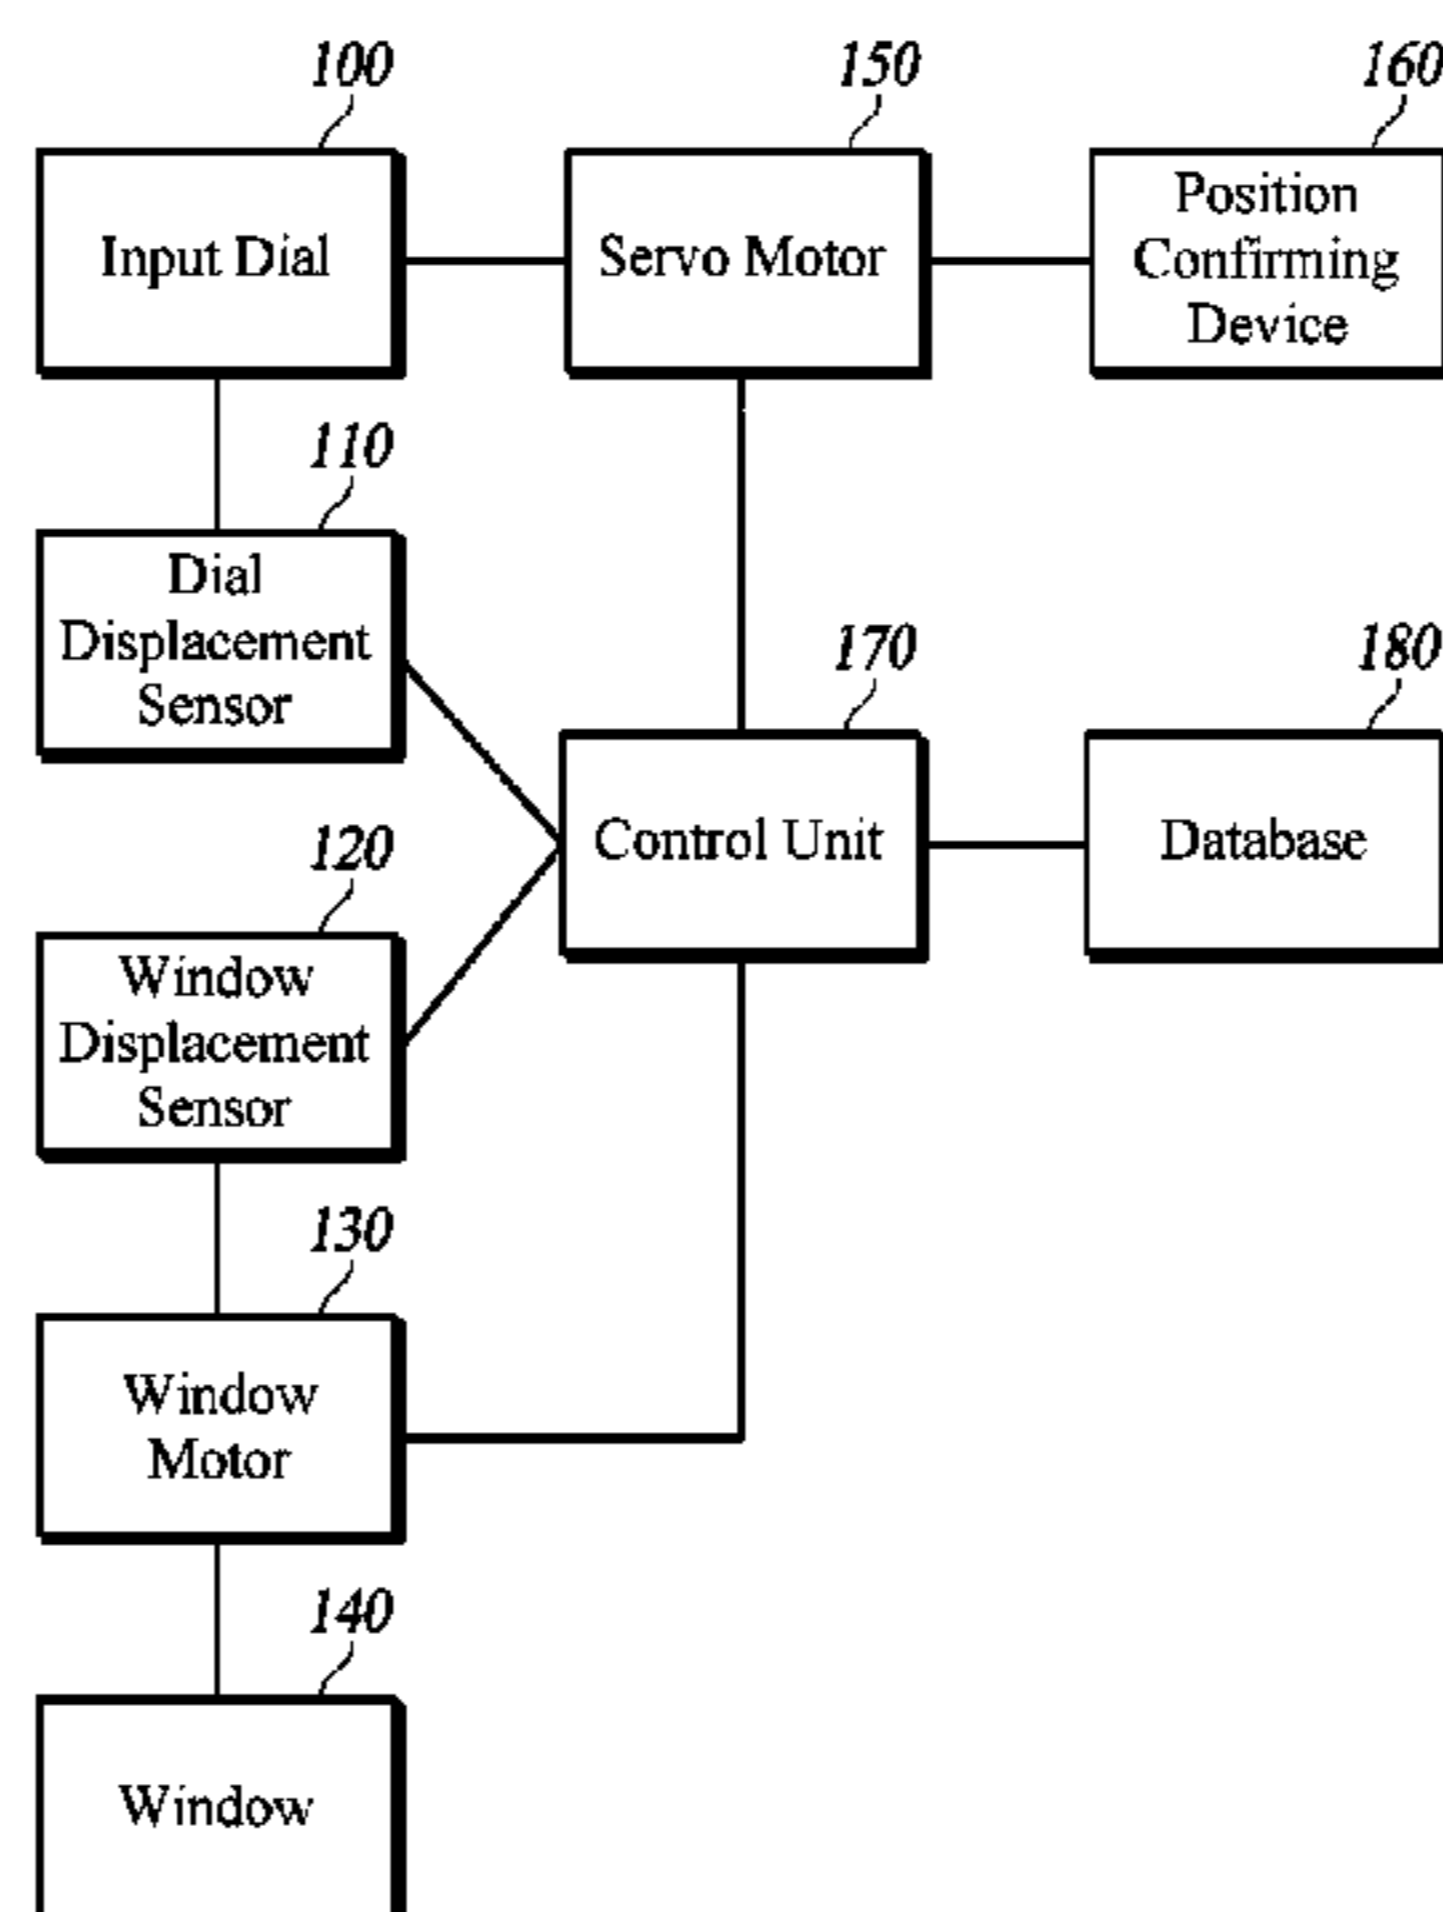 100
150
160
Input Dial
Servo Motor
Position
Confirming
Device
110
Dial
Displacement
Sensor
170
180
Control Unit
Database
120
Window
Displacement
Sensor
130
Window
Motor
140
Window